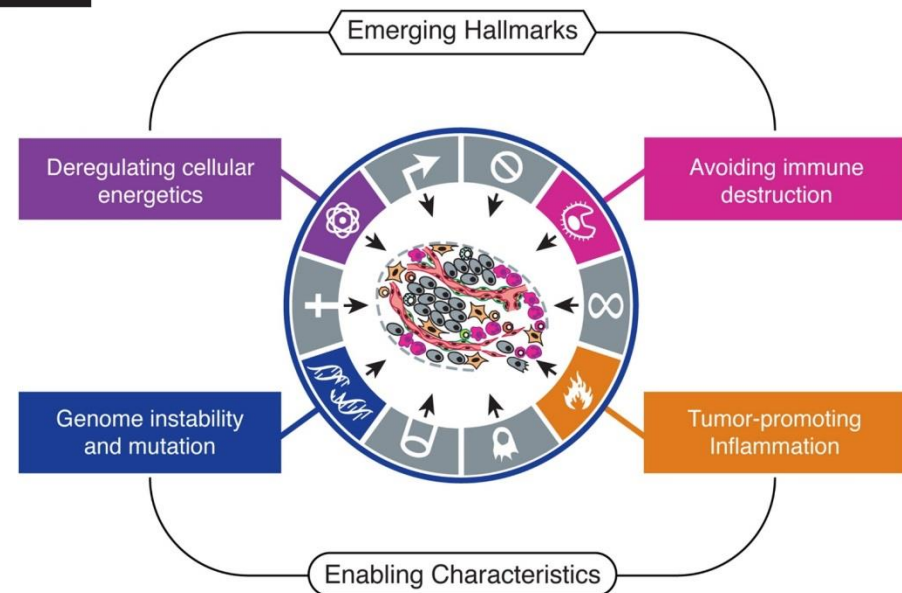 Emerging Hallmarks
Deregulating cellular
energetics
Avoiding immune
destruction
Genome instability
and mutation
Tumor-promoting
Inflammation
Enabling Characteristics